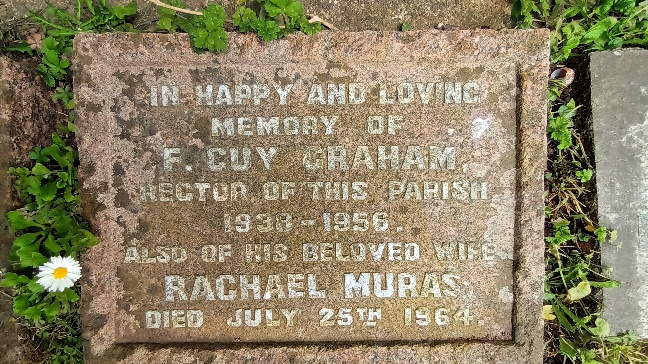 IN HAPPY AND LOVING
MEMORY OF
F. GUY GRAHAM,
RECTOR OF THIS PARISH
1938-1956.
ALSO OF HIS BELOVED WIFE
RACHAEL MURAS,
DIED JULY 25TH 1964.